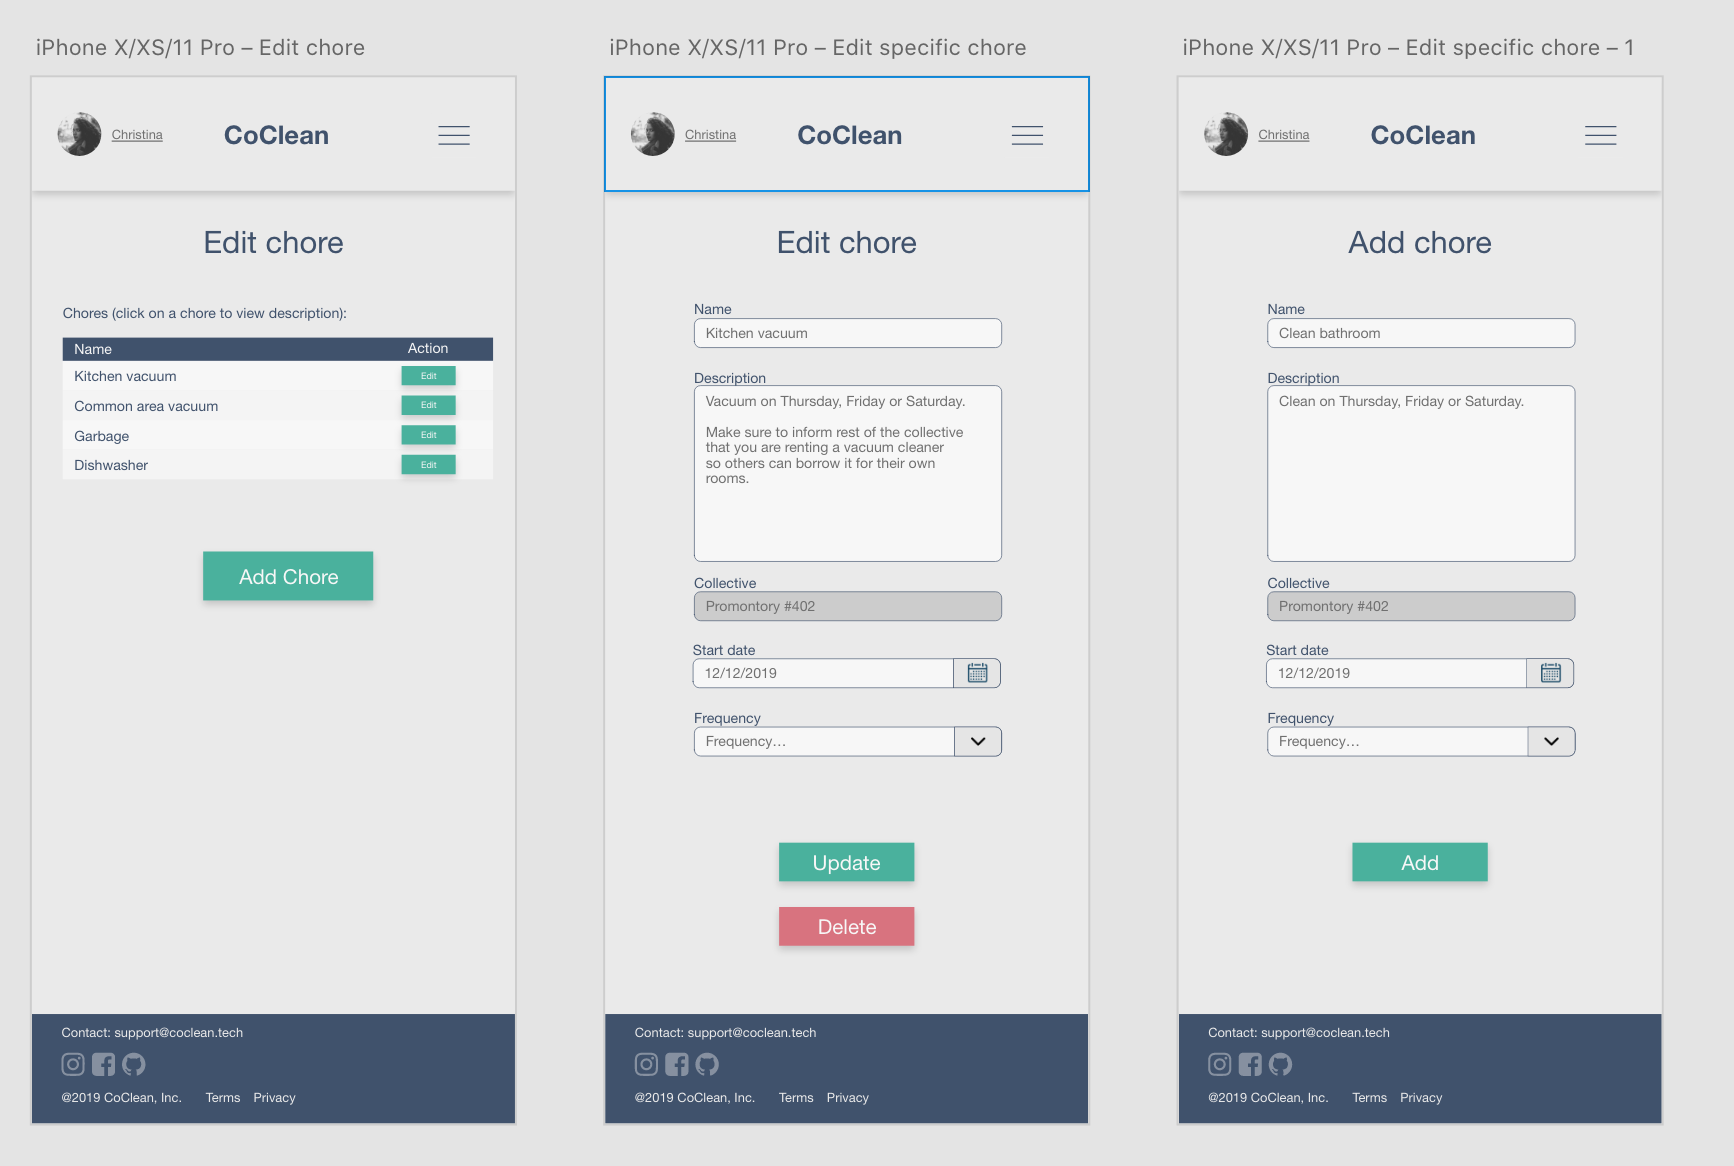 iPhone X/XS/11 Pro – Edit chore
Christina
CoClean
Edit chore
Chores (click on a chore to view description):
Name Action
Kitchen vacuum Edit
Common area vacuum Edit
Garbage Edit
Dishwasher Edit
Add Chore
Contact: support@coclean.tech
@2019 CoClean, Inc. Terms Privacy
iPhone X/XS/11 Pro – Edit specific chore
Christina
CoClean
Edit chore
Name
Kitchen vacuum
Description
Vacuum on Thursday, Friday or Saturday.
Make sure to inform rest of the collective
that you are renting a vacuum cleaner
so others can borrow it for their own
rooms.
Collective
Promontory #402
Start date
12/12/2019
Frequency
Frequency...
Update
Delete
Contact: support@coclean.tech
@2019 CoClean, Inc. Terms Privacy
iPhone X/XS/11 Pro – Edit specific chore – 1
Christina
CoClean
Add chore
Name
Clean bathroom
Description
Clean on Thursday, Friday or Saturday.
Collective
Promontory #402
Start date
12/12/2019
Frequency
Frequency...
Add
Contact: support@coclean.tech
@2019 CoClean, Inc. Terms Privacy